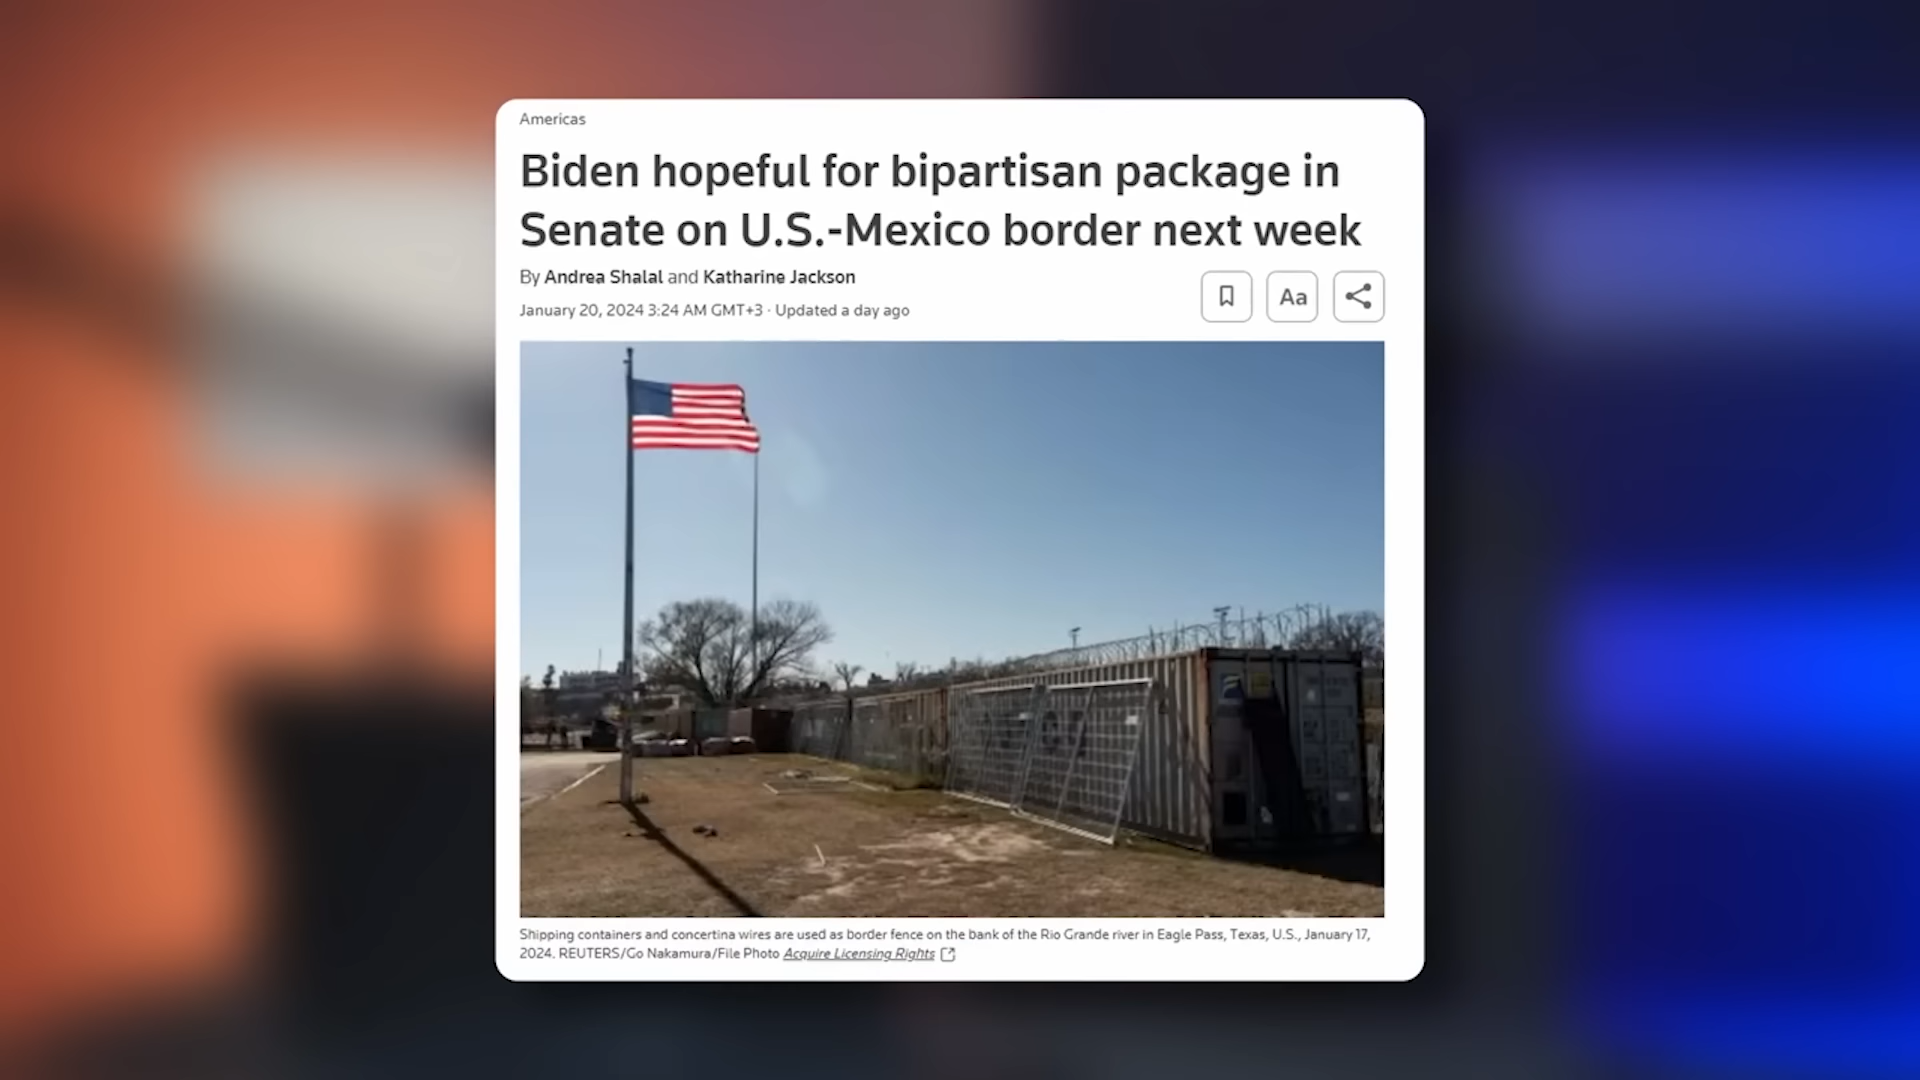 Americas
Biden hopeful for bipartisan package in
Senate on U.S.-Mexico border next week
By Andrea Shalal and Katharine Jackson
January 20, 2024 3:24 AM GMT+3 · Updated a day ago
Aa
Shipping containers and concertina wires are used as border fence on the bank of the Rio Grande river in Eagle Pass, Texas, U.S., January 17,
2024. REUTERS/Go Nakamura/File Photo Acquire Licensing Rights